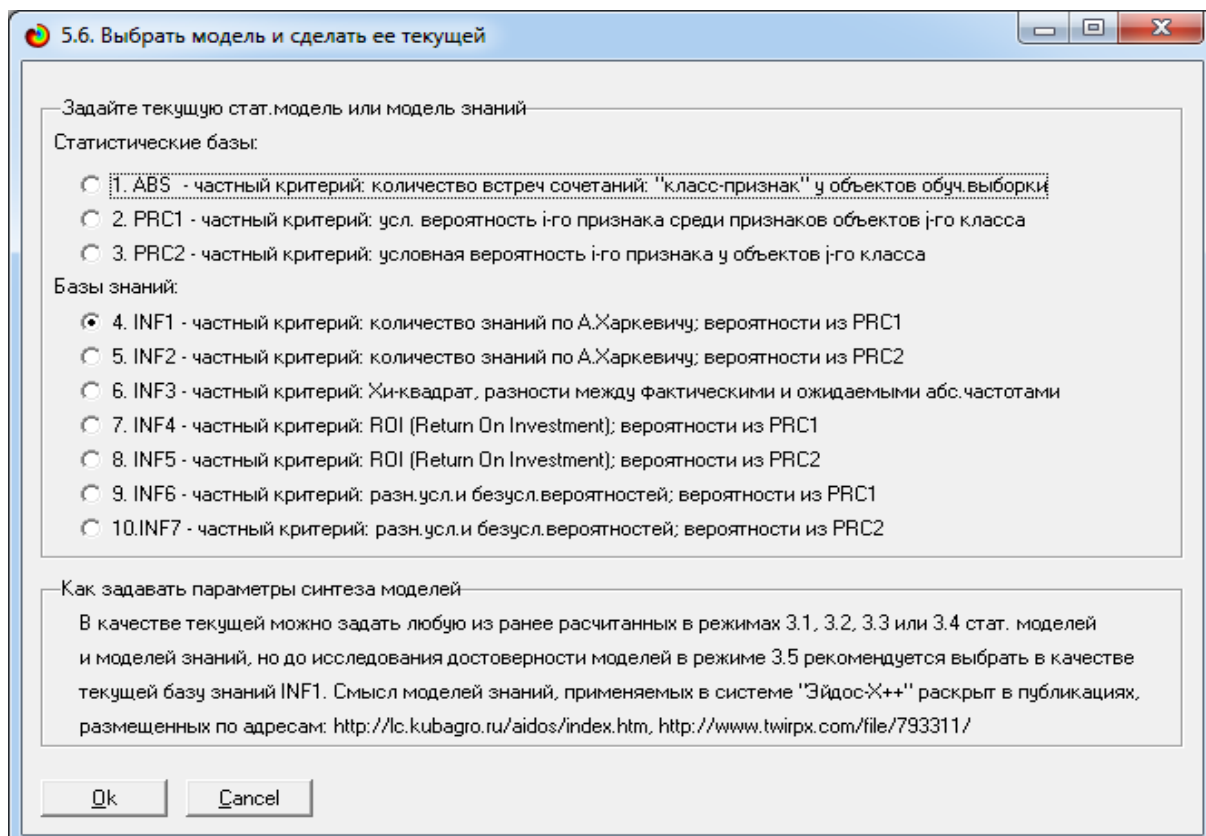 5.6. Выбрать модель и сделать ее текущей
Задайте текущую стат.модель или модель знаний
Статистические базы:
1. ABS - частный критерий: количество встреч сочетаний: "класс-признак" у объектов обуч.выборки
2. PRC1 - частный критерий: усл. вероятность i-го признака среди признаков объектов j-го класса
3. PRC2 - частный критерий: условная вероятность i-го признака у объектов j-го класса
Базы знаний:
4. INF1 - частный критерий: количество знаний по А.Харкевичу; вероятности из PRC1
5. INF2 - частный критерий: количество знаний по А.Харкевичу; вероятности из PRC2
6. INF3 - частный критерий: Хи-квадрат, разности между фактическими и ожидаемыми абс.частотами
7. INF4 - частный критерий: ROI (Return On Investment); вероятности из PRC1
8. INF5 - частный критерий: ROI (Return On Investment); вероятности из PRC2
9. INF6 - частный критерий: разн.усл.и безусл.вероятностей; вероятности из PRC1
10.INF7 - частный критерий: разн.усл.и безусл.вероятностей; вероятности из PRC2
Как задавать параметры синтеза моделей
В качестве текущей можно задать любую из ранее расчитанных в режимах 3.1, 3.2, 3.3 или 3.4 стат. моделей
и моделей знаний, но до исследования достоверности моделей в режиме 3.5 рекомендуется выбрать в качестве
текущей базу знаний INF1. Смысл моделей знаний, применяемых в системе "Эйдос-Х++" раскрыт в публикациях,
размещенных по адресам: http://lc.kubagro.ru/aidos/index.htm, http://www.twirpx.com/file/793311/
Ok Cancel